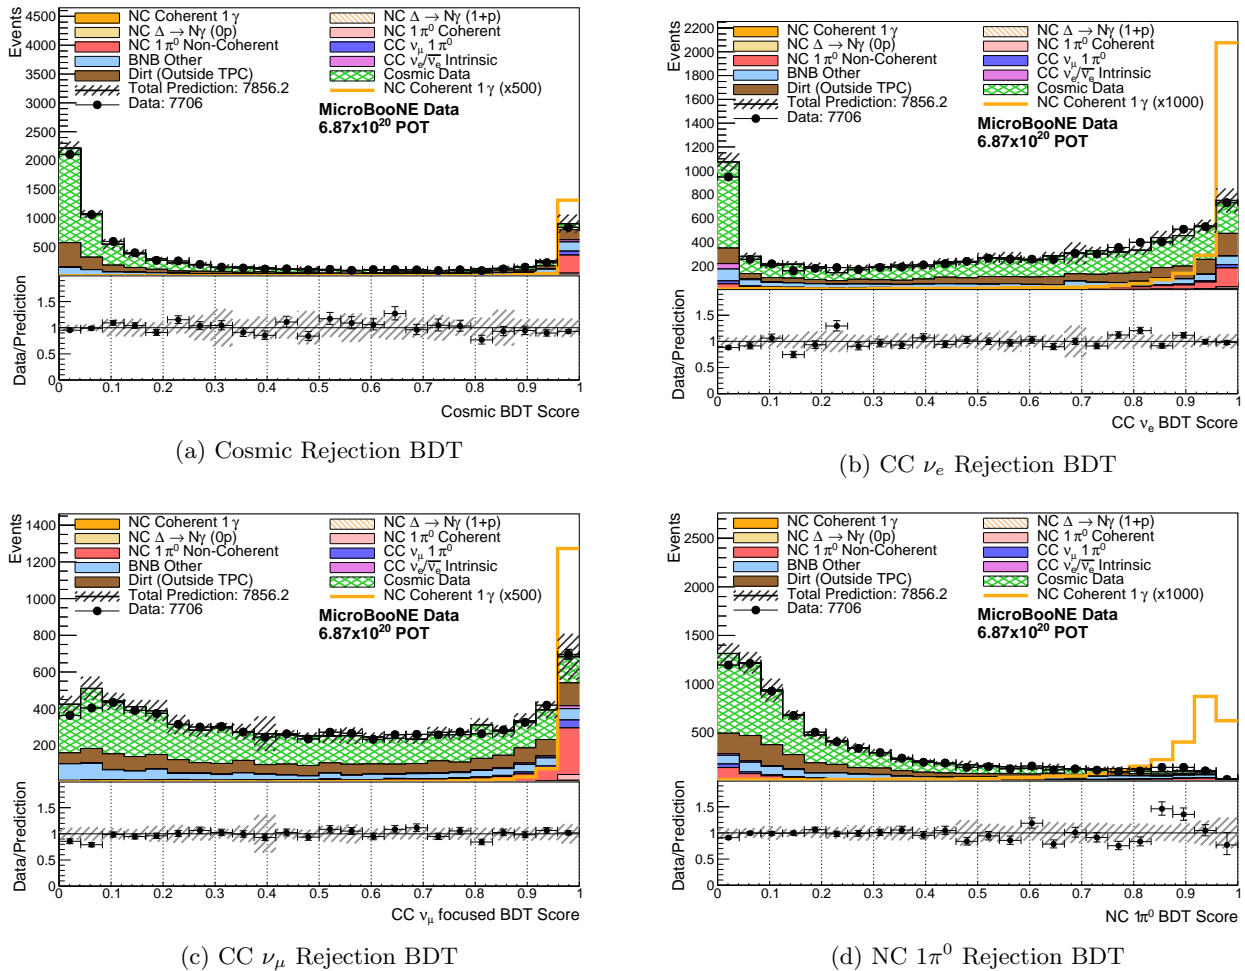 Events
4500
4000
3500
3000
2500
2000
1500
1000
500
NC Coherent 1γ
NC Δ → Nγ (0p)
NC 1π⁰ Non-Coherent
BNB Other
Dirt (Outside TPC)
Total Prediction: 7856.2
Data: 7706
NC Δ → Nγ (1+p)
NC 1π⁰ Coherent
CC νμ 1π⁰
CC νe/ν̅e Intrinsic
Cosmic Data
NC Coherent 1γ (x500)
MicroBooNE Data
6.87x10²⁰ POT
Data/Prediction
1.5
1
0.5
0
0 0.1 0.2 0.3 0.4 0.5 0.6 0.7 0.8 0.9 1
Cosmic BDT Score
(a) Cosmic Rejection BDT
Events
2200
2000
1800
1600
1400
1200
1000
800
600
400
200
NC Coherent 1γ
NC Δ → Nγ (0p)
NC 1π⁰ Non-Coherent
BNB Other
Dirt (Outside TPC)
Total Prediction: 7856.2
Data: 7706
NC Δ → Nγ (1+p)
NC 1π⁰ Coherent
CC νμ 1π⁰
CC νe/ν̅e Intrinsic
Cosmic Data
NC Coherent 1γ (x1000)
MicroBooNE Data
6.87x10²⁰ POT
Data/Prediction
1.5
1
0.5
0
0 0.1 0.2 0.3 0.4 0.5 0.6 0.7 0.8 0.9 1
CC νe BDT Score
(b) CC νe Rejection BDT
Events
1400
1200
1000
800
600
400
200
NC Coherent 1γ
NC Δ → Nγ (0p)
NC 1π⁰ Non-Coherent
BNB Other
Dirt (Outside TPC)
Total Prediction: 7856.2
Data: 7706
NC Δ → Nγ (1+p)
NC 1π⁰ Coherent
CC νμ 1π⁰
CC νe/ν̅e Intrinsic
Cosmic Data
NC Coherent 1γ (x500)
MicroBooNE Data
6.87x10²⁰ POT
Data/Prediction
1.5
1
0.5
0
0 0.1 0.2 0.3 0.4 0.5 0.6 0.7 0.8 0.9 1
CC νμ focused BDT Score
(c) CC νμ Rejection BDT
Events
2500
2000
1500
1000
500
NC Coherent 1γ
NC Δ → Nγ (0p)
NC 1π⁰ Non-Coherent
BNB Other
Dirt (Outside TPC)
Total Prediction: 7856.2
Data: 7706
NC Δ → Nγ (1+p)
NC 1π⁰ Coherent
CC νμ 1π⁰
CC νe/ν̅e Intrinsic
Cosmic Data
NC Coherent 1γ (x1000)
MicroBooNE Data
6.87x10²⁰ POT
Data/Prediction
1.5
1
0.5
0
0 0.1 0.2 0.3 0.4 0.5 0.6 0.7 0.8 0.9 1
NC 1π⁰ BDT Score
(d) NC 1π⁰ Rejection BDT